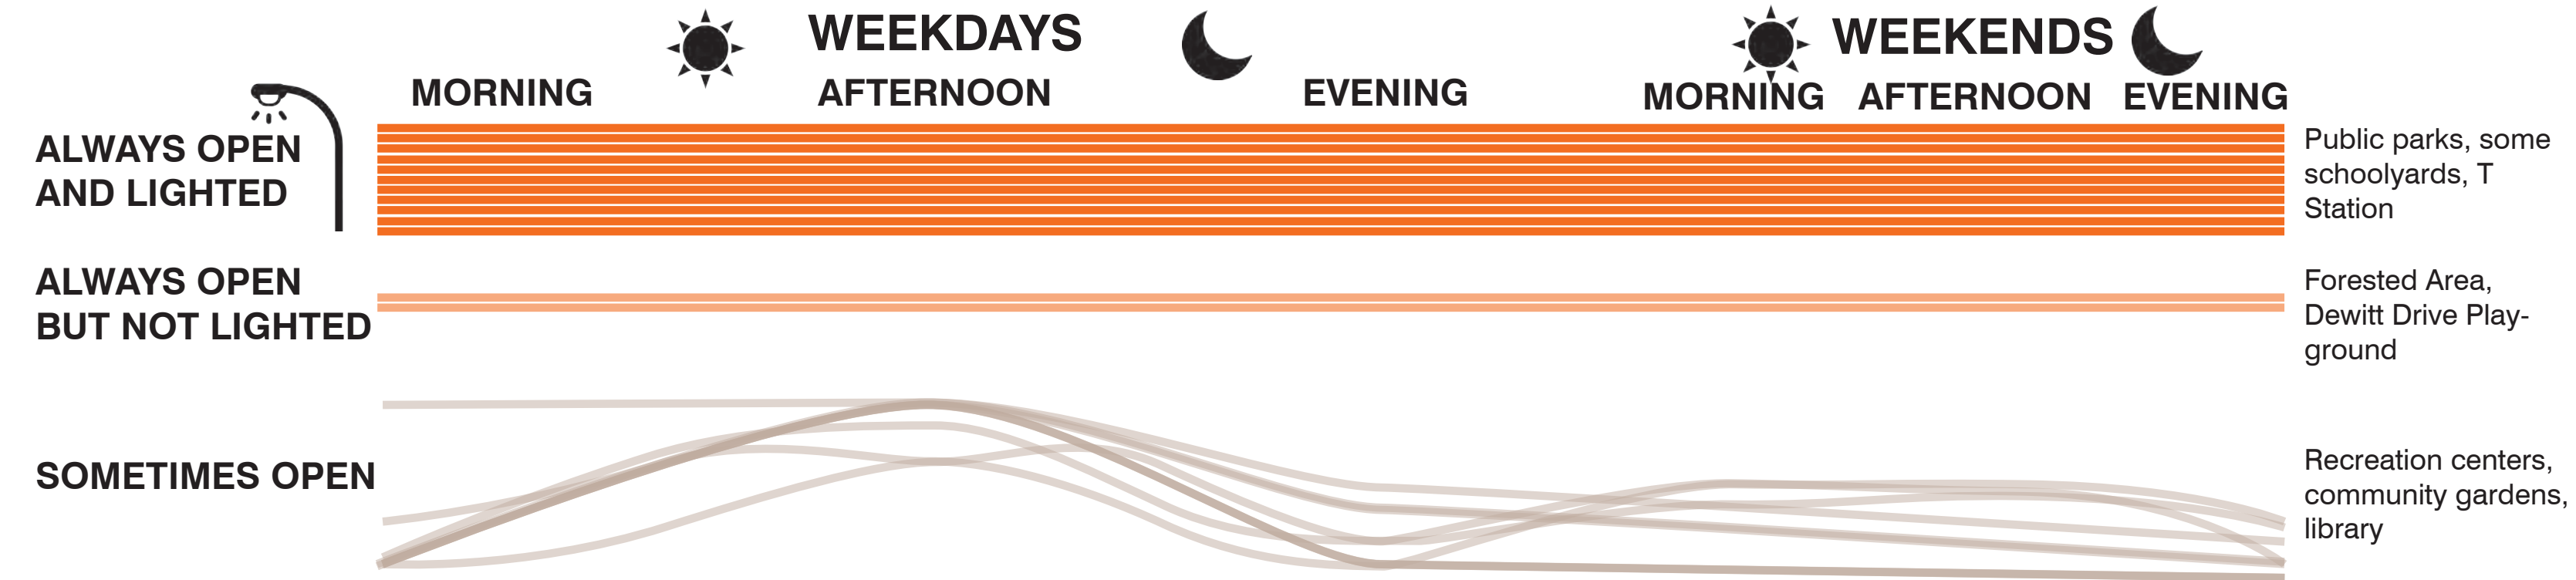 WEEKDAYS
WEEKENDS
MORNING
AFTERNOON
EVENING
MORNING
AFTERNOON
EVENING
ALWAYS OPEN
AND LIGHTED
Public parks, some
schoolyards, T
Station
ALWAYS OPEN
BUT NOT LIGHTED
Forested Area,
Dewitt Drive Play-
ground
SOMETIMES OPEN
Recreation centers,
community gardens,
library